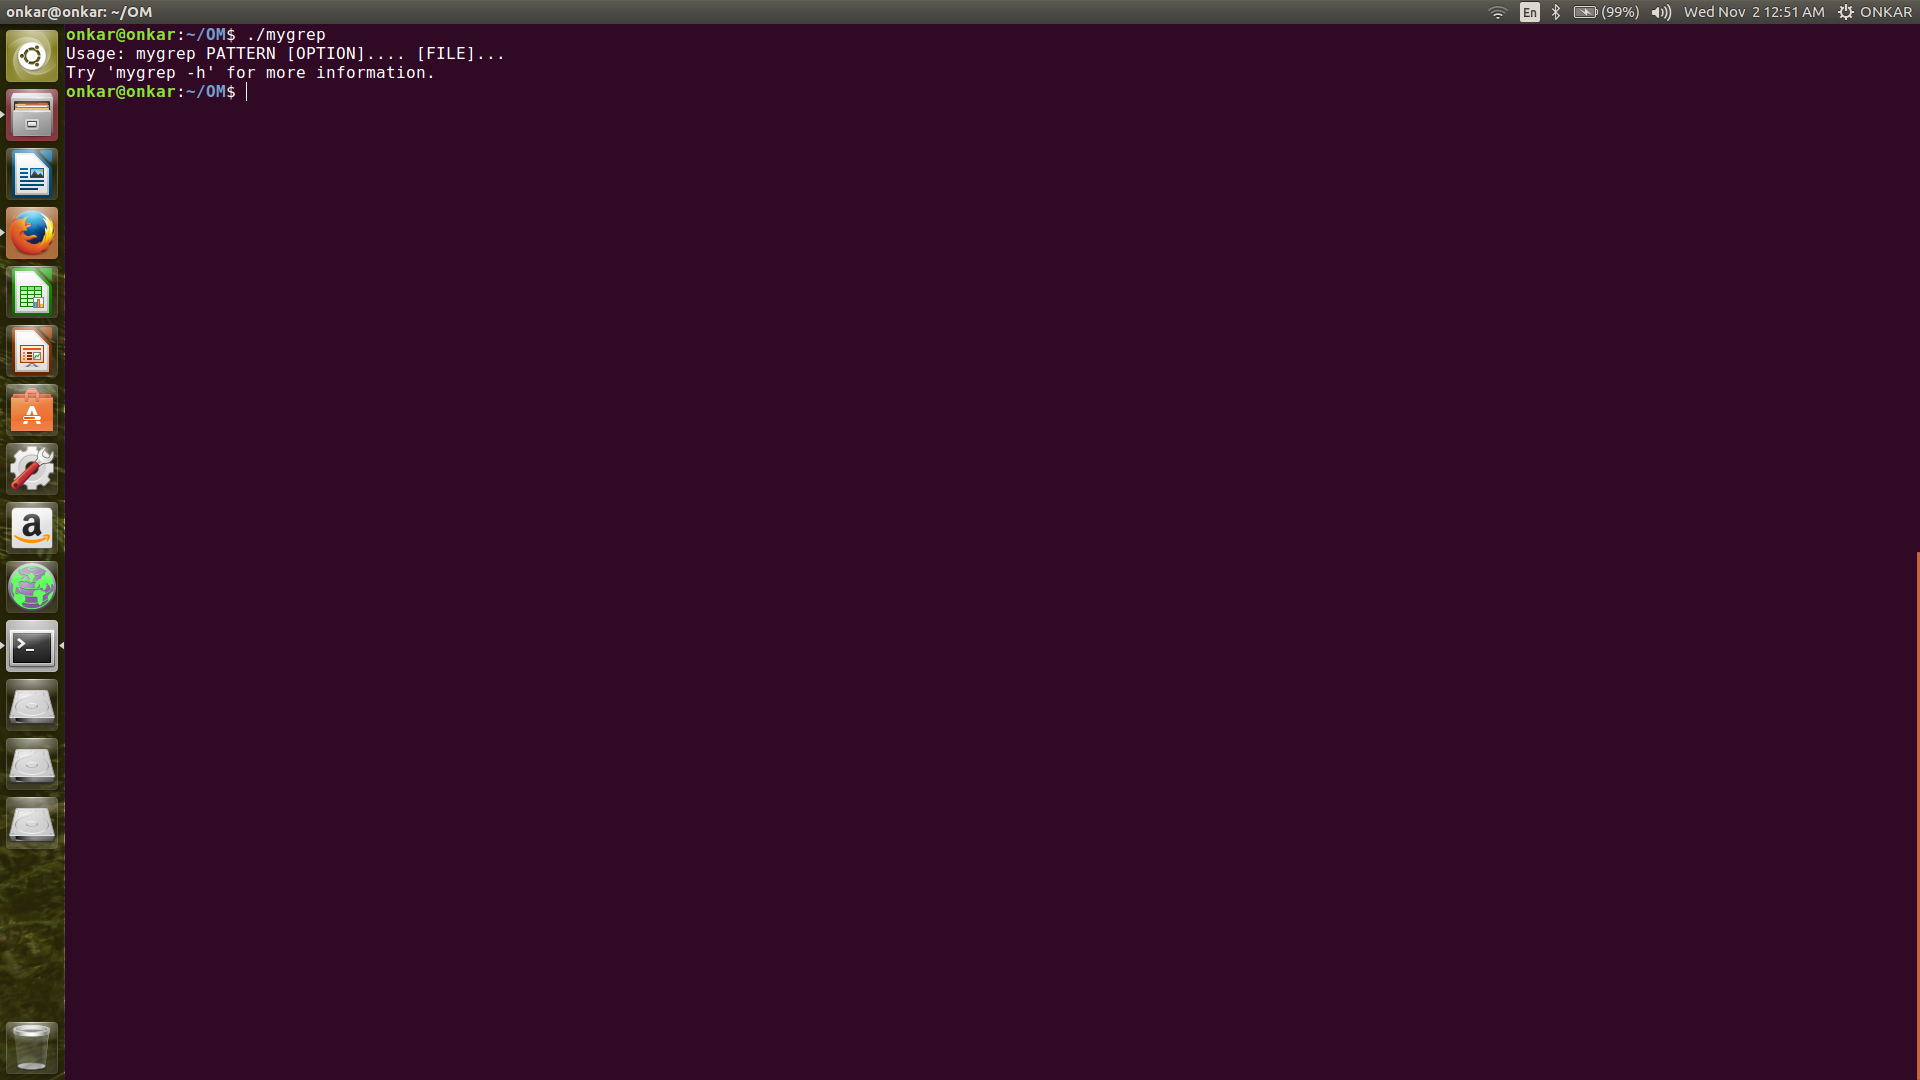 onkar@onkar: ~/OM
En
(99%)
Wed Nov 2 12:51 AM
ONKAR
onkar@onkar:~/OM$ ./mygrep
Usage: mygrep PATTERN [OPTION].... [FILE]...
Try 'mygrep -h' for more information.
onkar@onkar:~/OM$